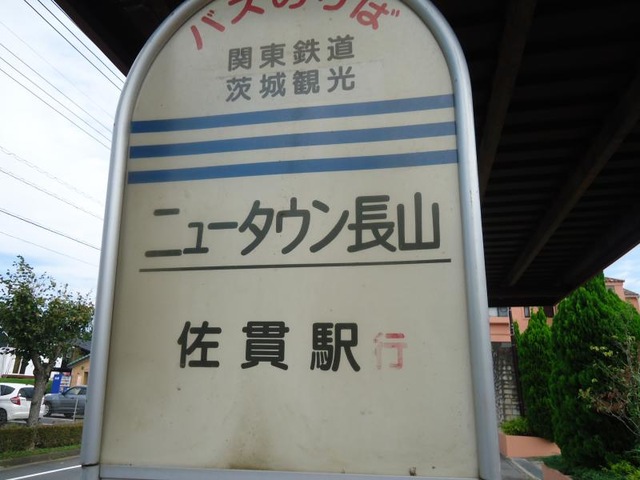 バスのりば
関東鉄道
茨城観光
ニュータウン長山
佐貫駅行